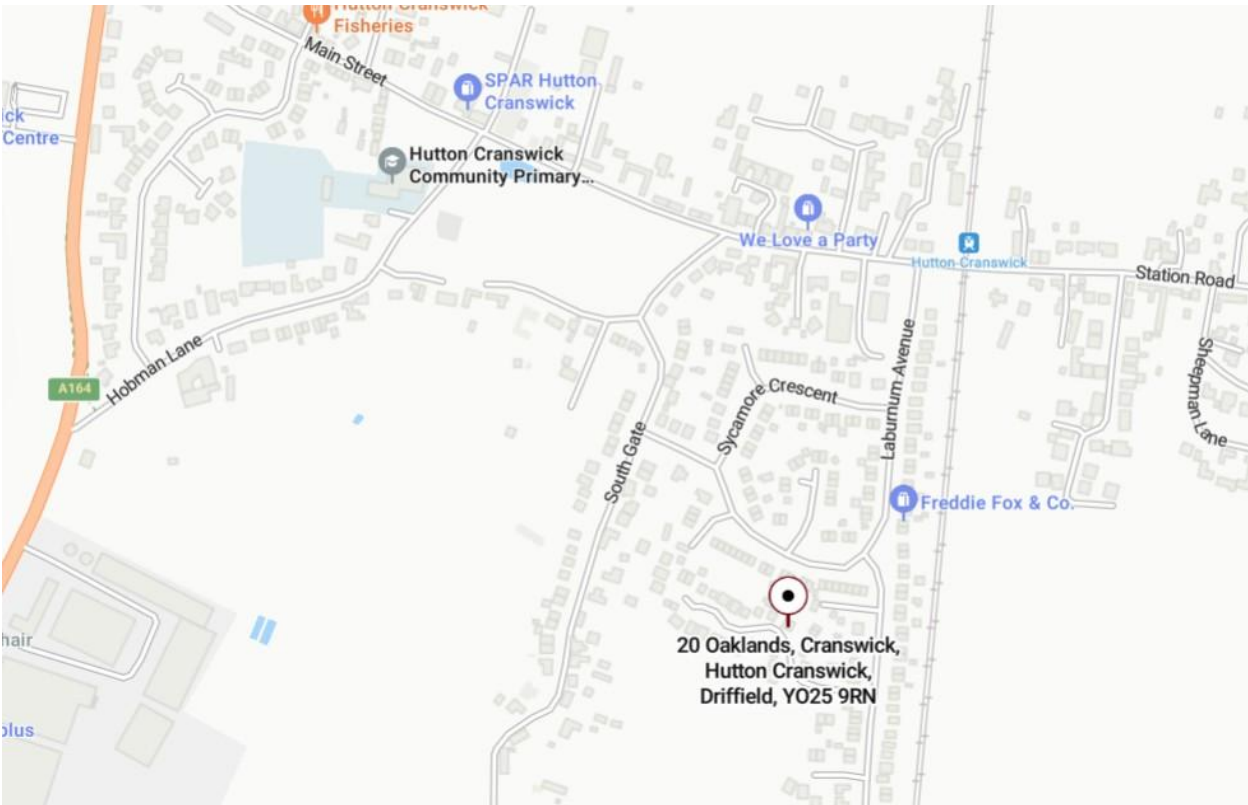 Hutton Cranswick
Fisheries
Main Street
SPAR Hutton
Cranswick
ick
Centre
Hutton Cranswick
Community Primary...
We Love a Party
Hutton Cranswick
Station Road
Hobman Lane
A164
Laburnum Avenue
Sheepman Lane
Sycamore Crescent
South Gate
Freddie Fox & Co.
hair
20 Oaklands, Cranswick,
Hutton Cranswick,
Driffield, YO25 9RN
plus